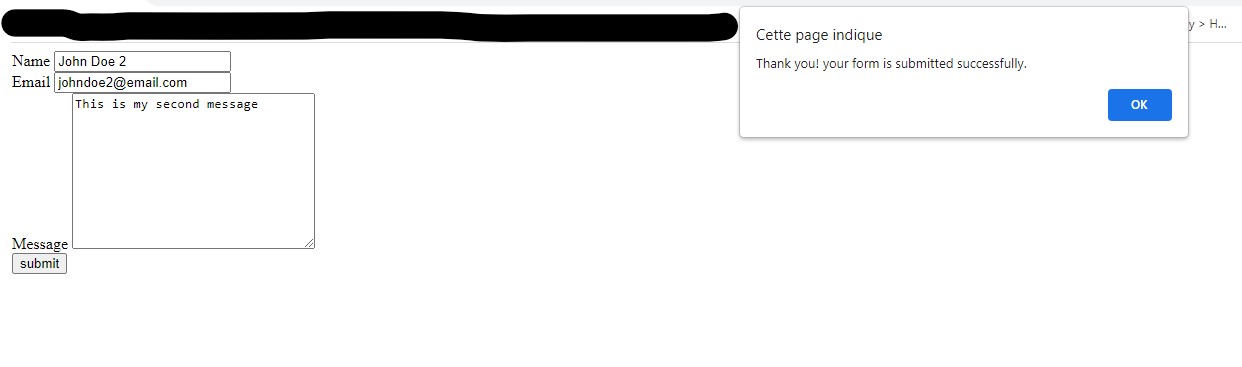 y > H...
Cette page indique
Thank you! your form is submitted successfully.
OK
Name John Doe 2
Email johndoe2@email.com
This is my second message
Message
submit